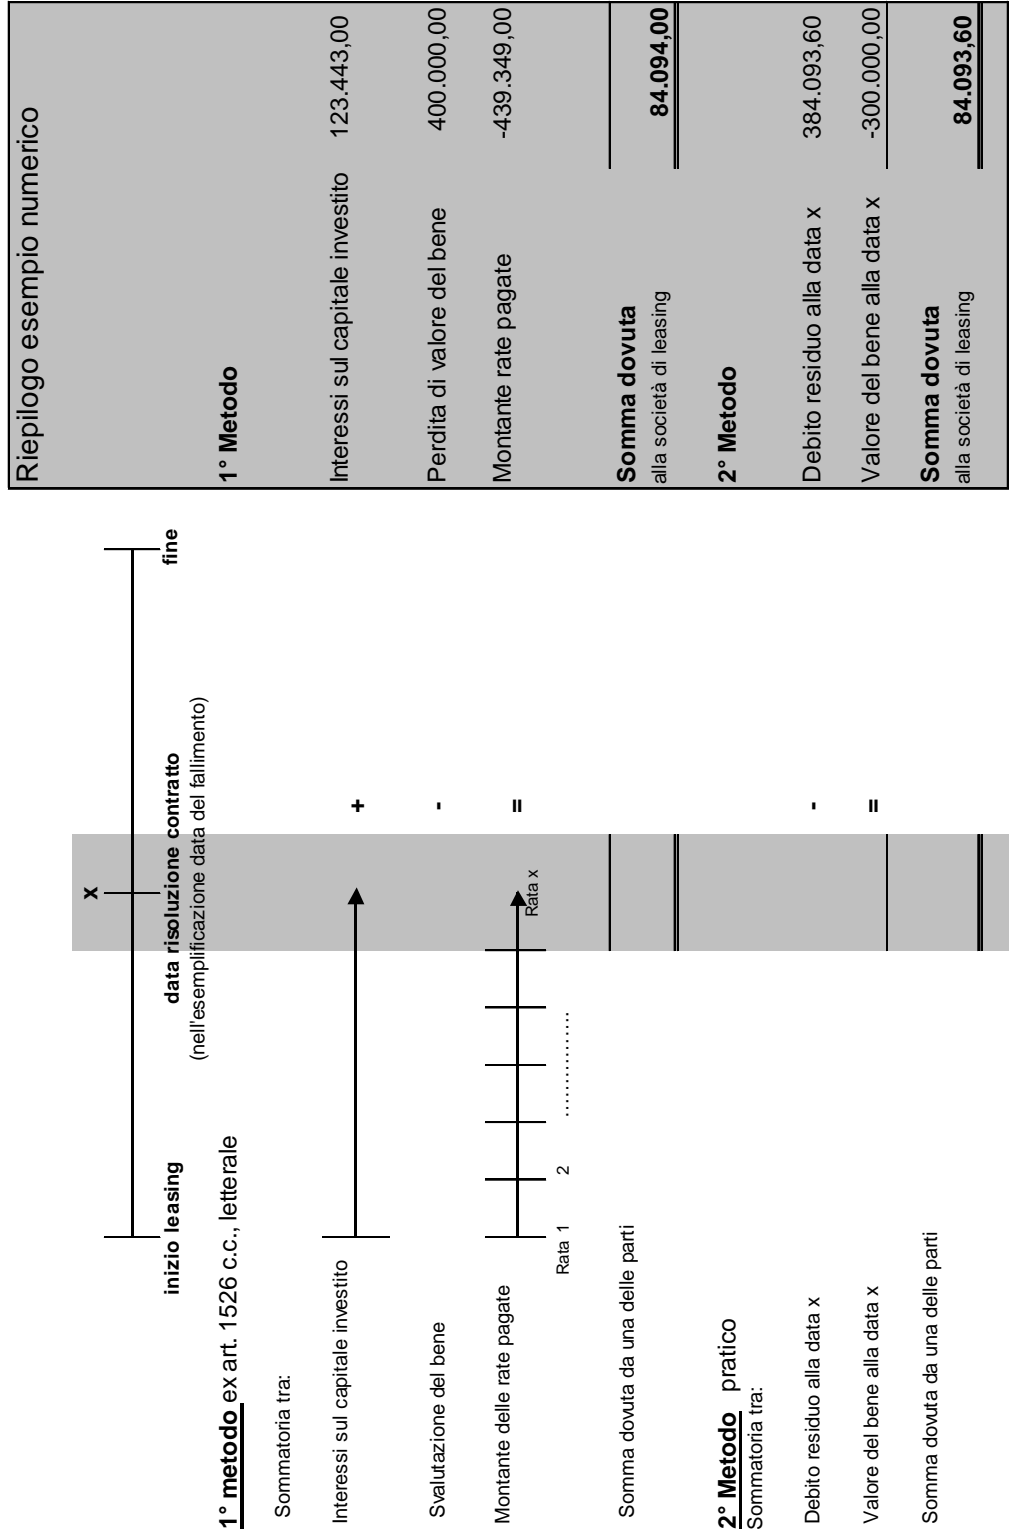 x
inizio leasing
data risoluzione contratto
fine
(nell'esemplificazione data del fallimento)
1° metodo ex art. 1526 c.c., letterale
Sommatoria tra:
Interessi sul capitale investito +
Svalutazione del bene -
Montante delle rate pagate =
Rata x
Rata 1 2 ..................
Somma dovuta da una delle parti
2° Metodo pratico
Sommatoria tra:
Debito residuo alla data x -
Valore del bene alla data x =
Somma dovuta da una delle parti
Riepilogo esempio numerico
1° Metodo
Interessi sul capitale investito 123.443,00
Perdita di valore del bene 400.000,00
Montante rate pagate -439.349,00
Somma dovuta 84.094,00
alla società di leasing
2° Metodo
Debito residuo alla data x 384.093,60
Valore del bene alla data x -300.000,00
Somma dovuta 84.093,60
alla società di leasing